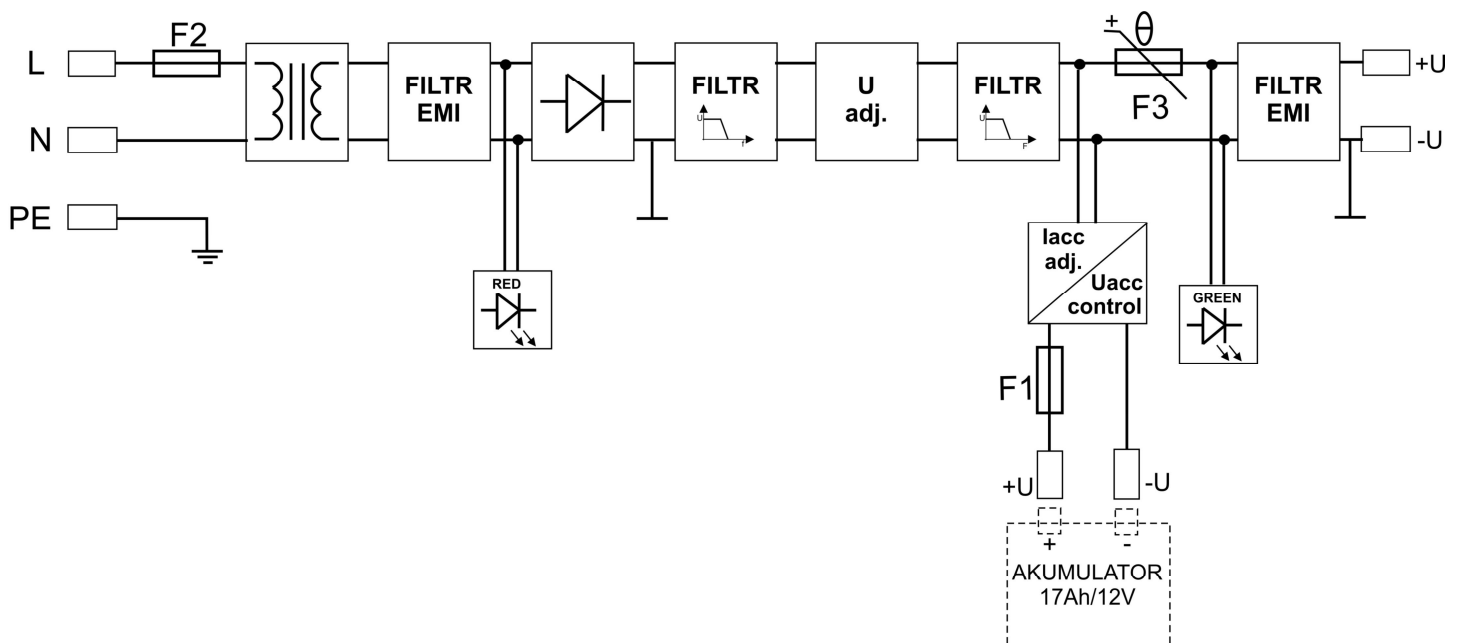 L
F2
FILTR
EMI
FILTR
U
f
U
adj.
FILTR
U
F
+
θ
F3
FILTR
EMI
+U
N
-U
PE
RED
Iacc
adj.
Uacc
control
GREEN
F1
+U
-U
+
-
AKUMULATOR
17Ah/12V